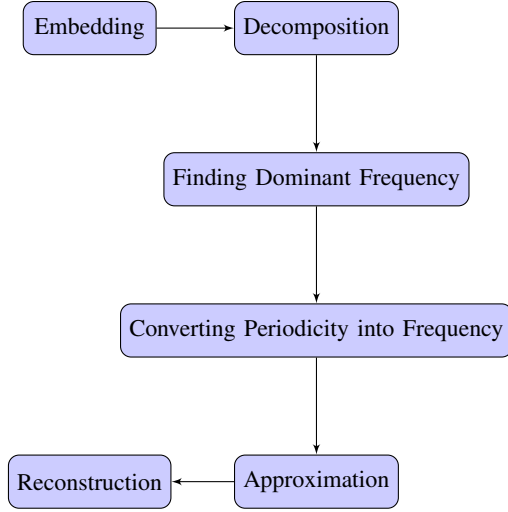 Embedding
Decomposition
Finding Dominant Frequency
Converting Periodicity into Frequency
Reconstruction
Approximation